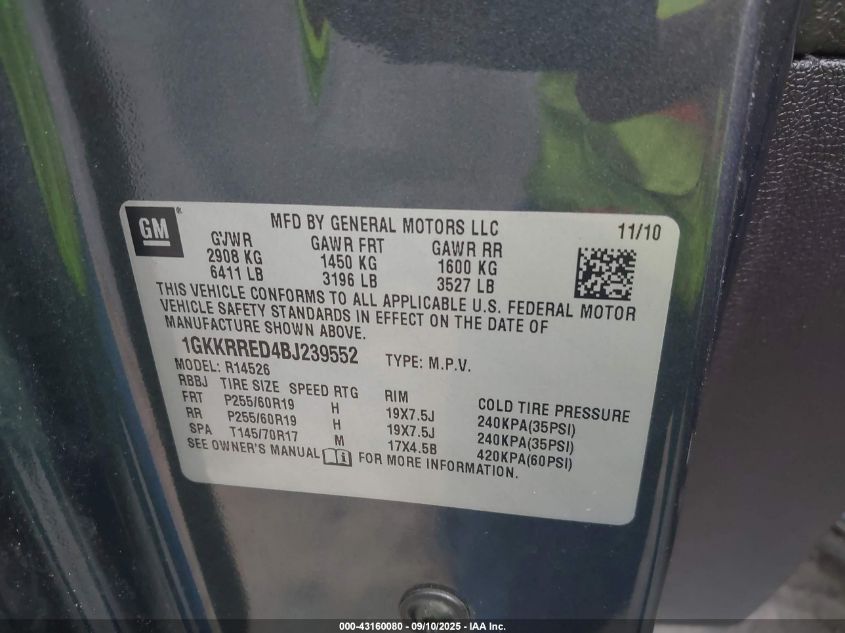 GM ® MFD BY GENERAL MOTORS LLC 11/10
GJWR GAWR FRT GAWR RR
2908 KG 1450 KG 1600 KG
6411 LB 3196 LB 3527 LB
THIS VEHICLE CONFORMS TO ALL APPLICABLE U.S. FEDERAL MOTOR
VEHICLE SAFETY STANDARDS IN EFFECT ON THE DATE OF
MANUFACTURE SHOWN ABOVE.
1GKKRRED4BJ239552 TYPE: M.P.V.
MODEL: R14526
RBBJ TIRE SIZE SPEED RTG RIM COLD TIRE PRESSURE
FRT P255/60R19 H 19X7.5J 240KPA(35PSI)
RR P255/60R19 H 19X7.5J 240KPA(35PSI)
SPA T145/70R17 M 17X4.5B 420KPA(60PSI)
SEE OWNER'S MANUAL FOR MORE INFORMATION.
000-43160080 - 09/10/2025 - IAA Inc.